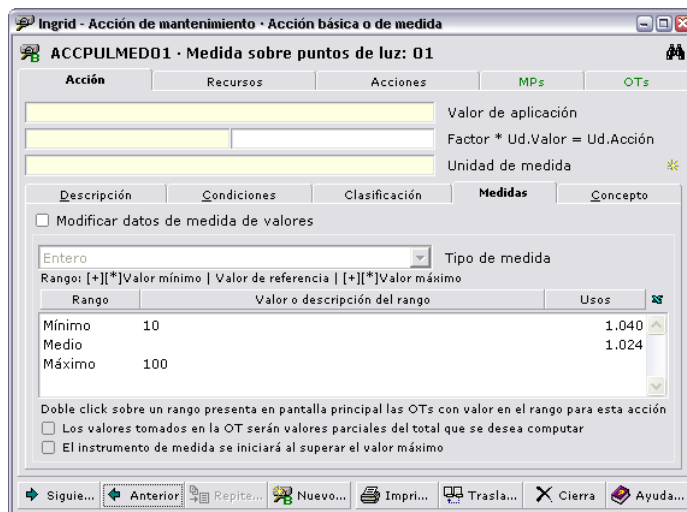 Ingrid - Acción de mantenimiento · Acción básica o de medida
ACCPULMED01 · Medida sobre puntos de luz: 01
Acción Recursos Acciones MPs OTs
Valor de aplicación
Factor * Ud.Valor = Ud.Acción
Unidad de medida
Descripción Condiciones Clasificación Medidas Concepto
Modificar datos de medida de valores
Entero Tipo de medida
Rango: [+][*]Valor mínimo | Valor de referencia | [+][*]Valor máximo
Rango Valor o descripción del rango Usos
Mínimo 10 1.040
Medio 1.024
Máximo 100
Doble click sobre un rango presenta en pantalla principal las OTs con valor en el rango para esta acción
Los valores tomados en la OT serán valores parciales del total que se desea computar
El instrumento de medida se iniciará al superar el valor máximo
Siguie... Anterior Repite... Nuevo... Impri... Trasla... Cierra Ayuda...